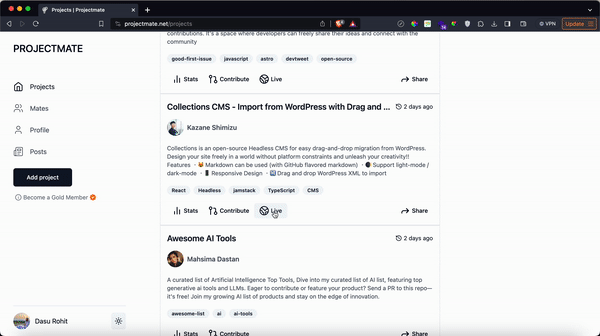 Projects | Projectmate
projectmate.net/projects
VPN
Update
PROJECTMATE
Projects
Mates
Profile
Posts
Add project
Become a Gold Member
Dasu Rohit
contributions. It's a space where developers can freely share their ideas and connect with the
community
good-first-issue javascript astro devtweet open-source
Stats Contribute Live Share
Collections CMS - Import from WordPress with Drag and ... 2 days ago
Kazane Shimizu
Collections is an open-source Headless CMS for easy drag-and-drop migration from WordPress.
Design your site freely in a world without platform constraints and unleash your creativity!!
Features ・🦊 Markdown can be used (with GitHub flavored markdown) ・🌒 Support light-mode /
dark-mode ・📱 Responsive Design ・➡️ Drag and drop WordPress XML to import
React Headless jamstack TypeScript CMS
Stats Contribute Live Share
Awesome AI Tools 2 days ago
Mahsima Dastan
A curated list of Artificial Intelligence Top Tools, Dive into my curated list of AI list, featuring top
generative ai tools and LLMs. Eager to contribute or feature your product? Send a PR to this repo—
it's free! Join my growing AI list of products and stay on the edge of innovation.
awesome-list ai ai-tools
Stats Contribute Live Share